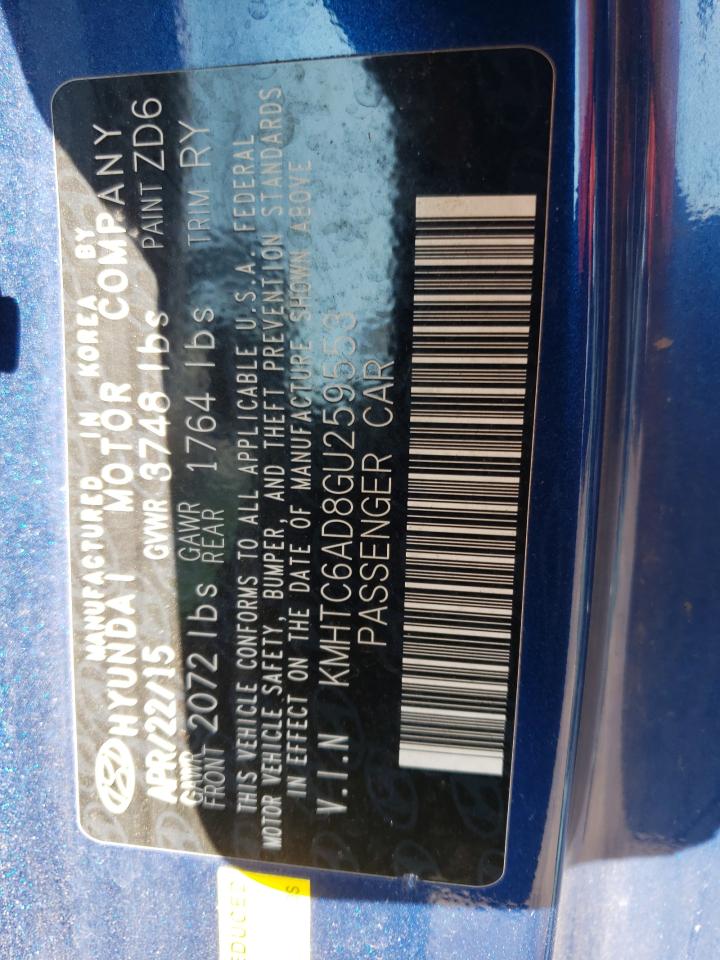 MANUFACTURED IN KOREA BY
HYUNDAI MOTOR COMPANY
APR/22/15 GVWR 3748 lbs PAINT ZD6
GAWR FRONT 2072 lbs GAWR REAR 1764 lbs TRIM RY
THIS VEHICLE CONFORMS TO ALL APPLICABLE U.S.A. FEDERAL
MOTOR VEHICLE SAFETY, BUMPER, AND THEFT PREVENTION STANDARDS
IN EFFECT ON THE DATE OF MANUFACTURE SHOWN ABOVE
V.I.N KMHTC6AD8GU259553
PASSENGER CAR